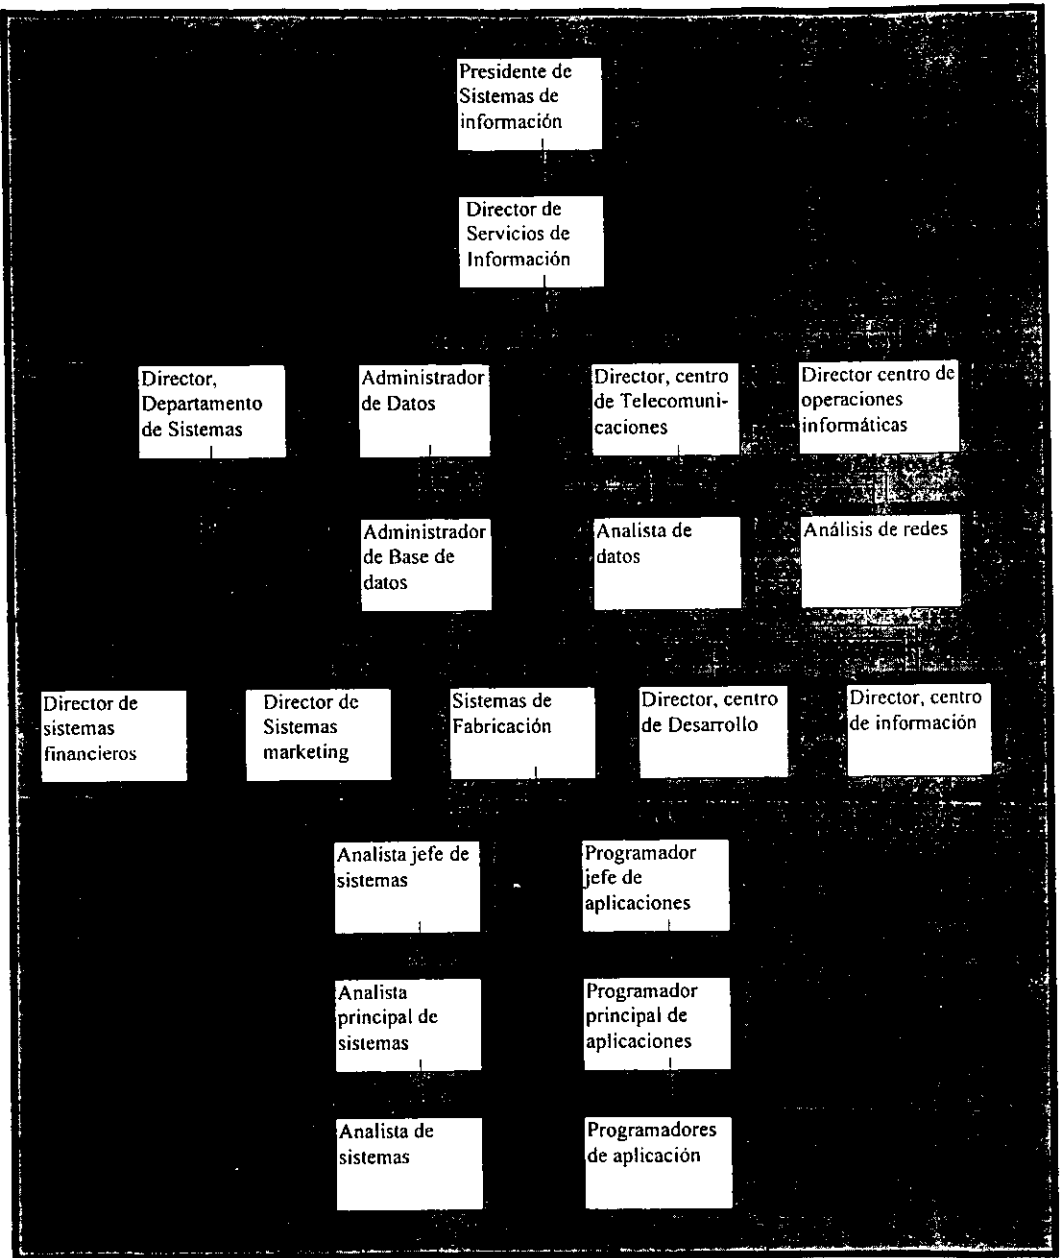 Presidente de
Sistemas de
información
Director de
Servicios de
Información
Director,
Departamento
de Sistemas
Administrador
de Datos
Director, centro
de Telecomuni-
caciones
Director centro de
operaciones
informáticas
Administrador
de Base de
datos
Analista de
datos
Análisis de redes
Director de
sistemas
financieros
Director de
Sistemas
marketing
Sistemas de
Fabricación
Director, centro
de Desarrollo
Director, centro
de información
Analista jefe de
sistemas
Programador
jefe de
aplicaciones
Analista
principal de
sistemas
Programador
principal de
aplicaciones
Analista de
sistemas
Programadores
de aplicación